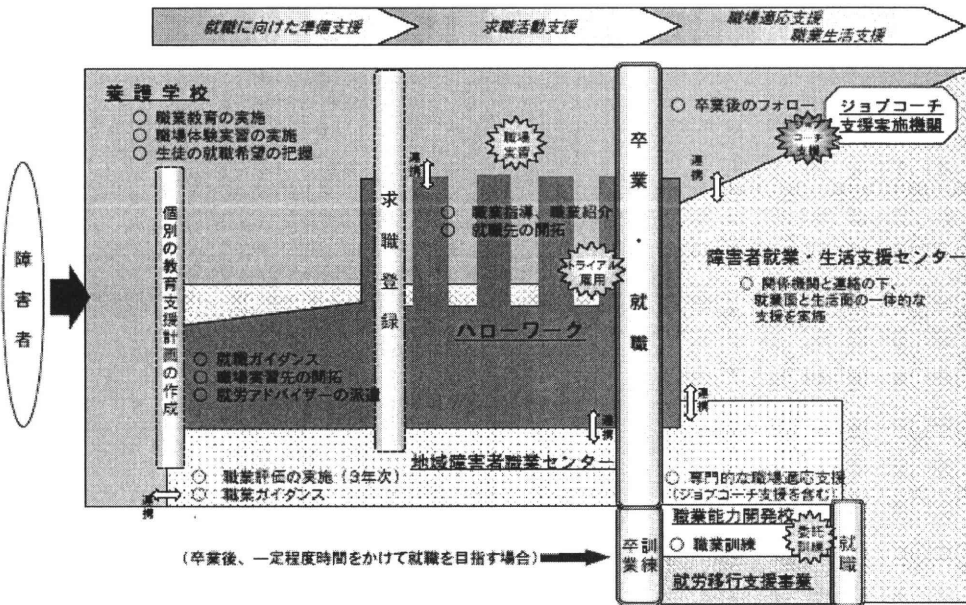 就職に向けた準備支援
求職活動支援
職場適応支援
職業生活支援
養護学校
○ 職業教育の実施
○ 職場体験実習の実施
○ 生徒の就職希望の把握
障害者
個別の教育支援計画の作成
求職登録
連携
職場
実習
○ 職業指導、職業紹介
○ 就職先の開拓
トライアル
雇用
ハローワーク
○ 就職ガイダンス
○ 職場実習先の開拓
○ 就労アドバイザーの派遣
卒業・就職
○ 卒業後のフォロー
コーチ
支援
ジョブコーチ
支援実施機関
連携
障害者就業・生活支援センター
○ 関係機関と連絡の下、
就業面と生活面の一体的な
支援を実施
連携
連携
地域障害者職業センター
○ 職業評価の実施（3年次）
○ 職業ガイダンス
連携
○ 専門的な職場適応支援
（ジョブコーチ支援を含む）
職業能力開発校
○ 職業訓練
委託
訓練
就労移行支援事業
訓練
卒業
就職
（卒業後、一定程度時間をかけて就職を目指す場合）